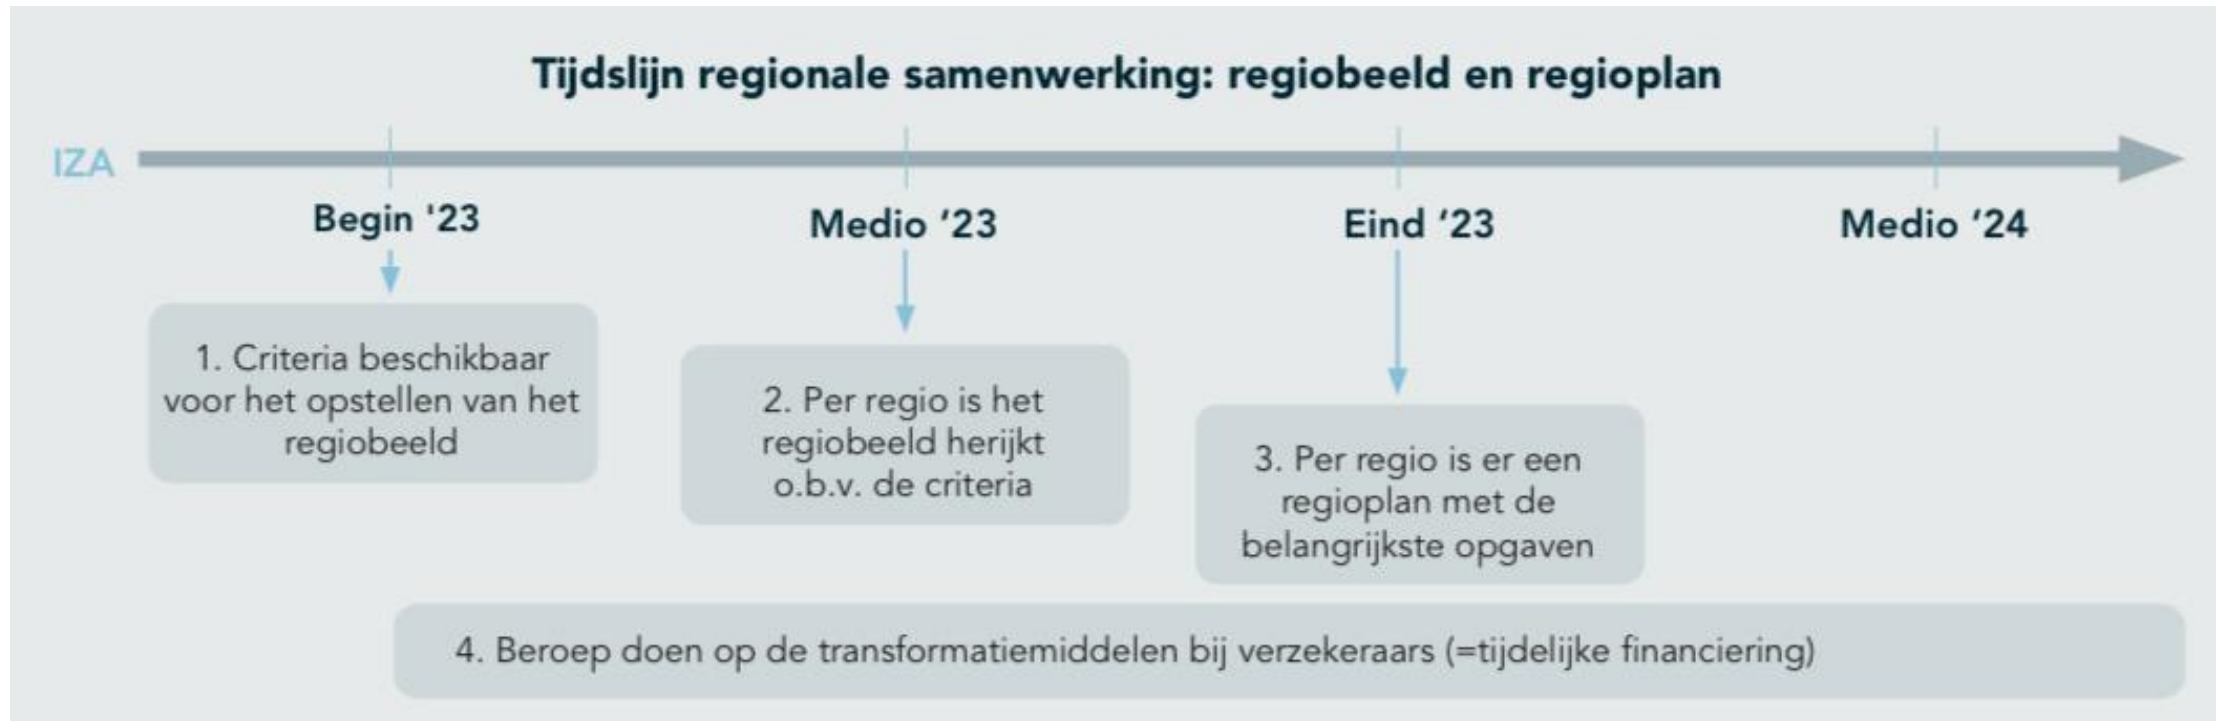 Tijdslijn regionale samenwerking: regiobeeld en regioplan
IZA
Begin '23
Medio ‘23
Eind ‘23
Medio ‘24
1. Criteria beschikbaar
voor het opstellen van het
regiobeeld
2. Per regio is het
regiobeeld herijkt
o.b.v. de criteria
3. Per regio is er een
regioplan met de
belangrijkste opgaven
4. Beroep doen op de transformatiemiddelen bij verzekeraars (=tijdelijke financiering)